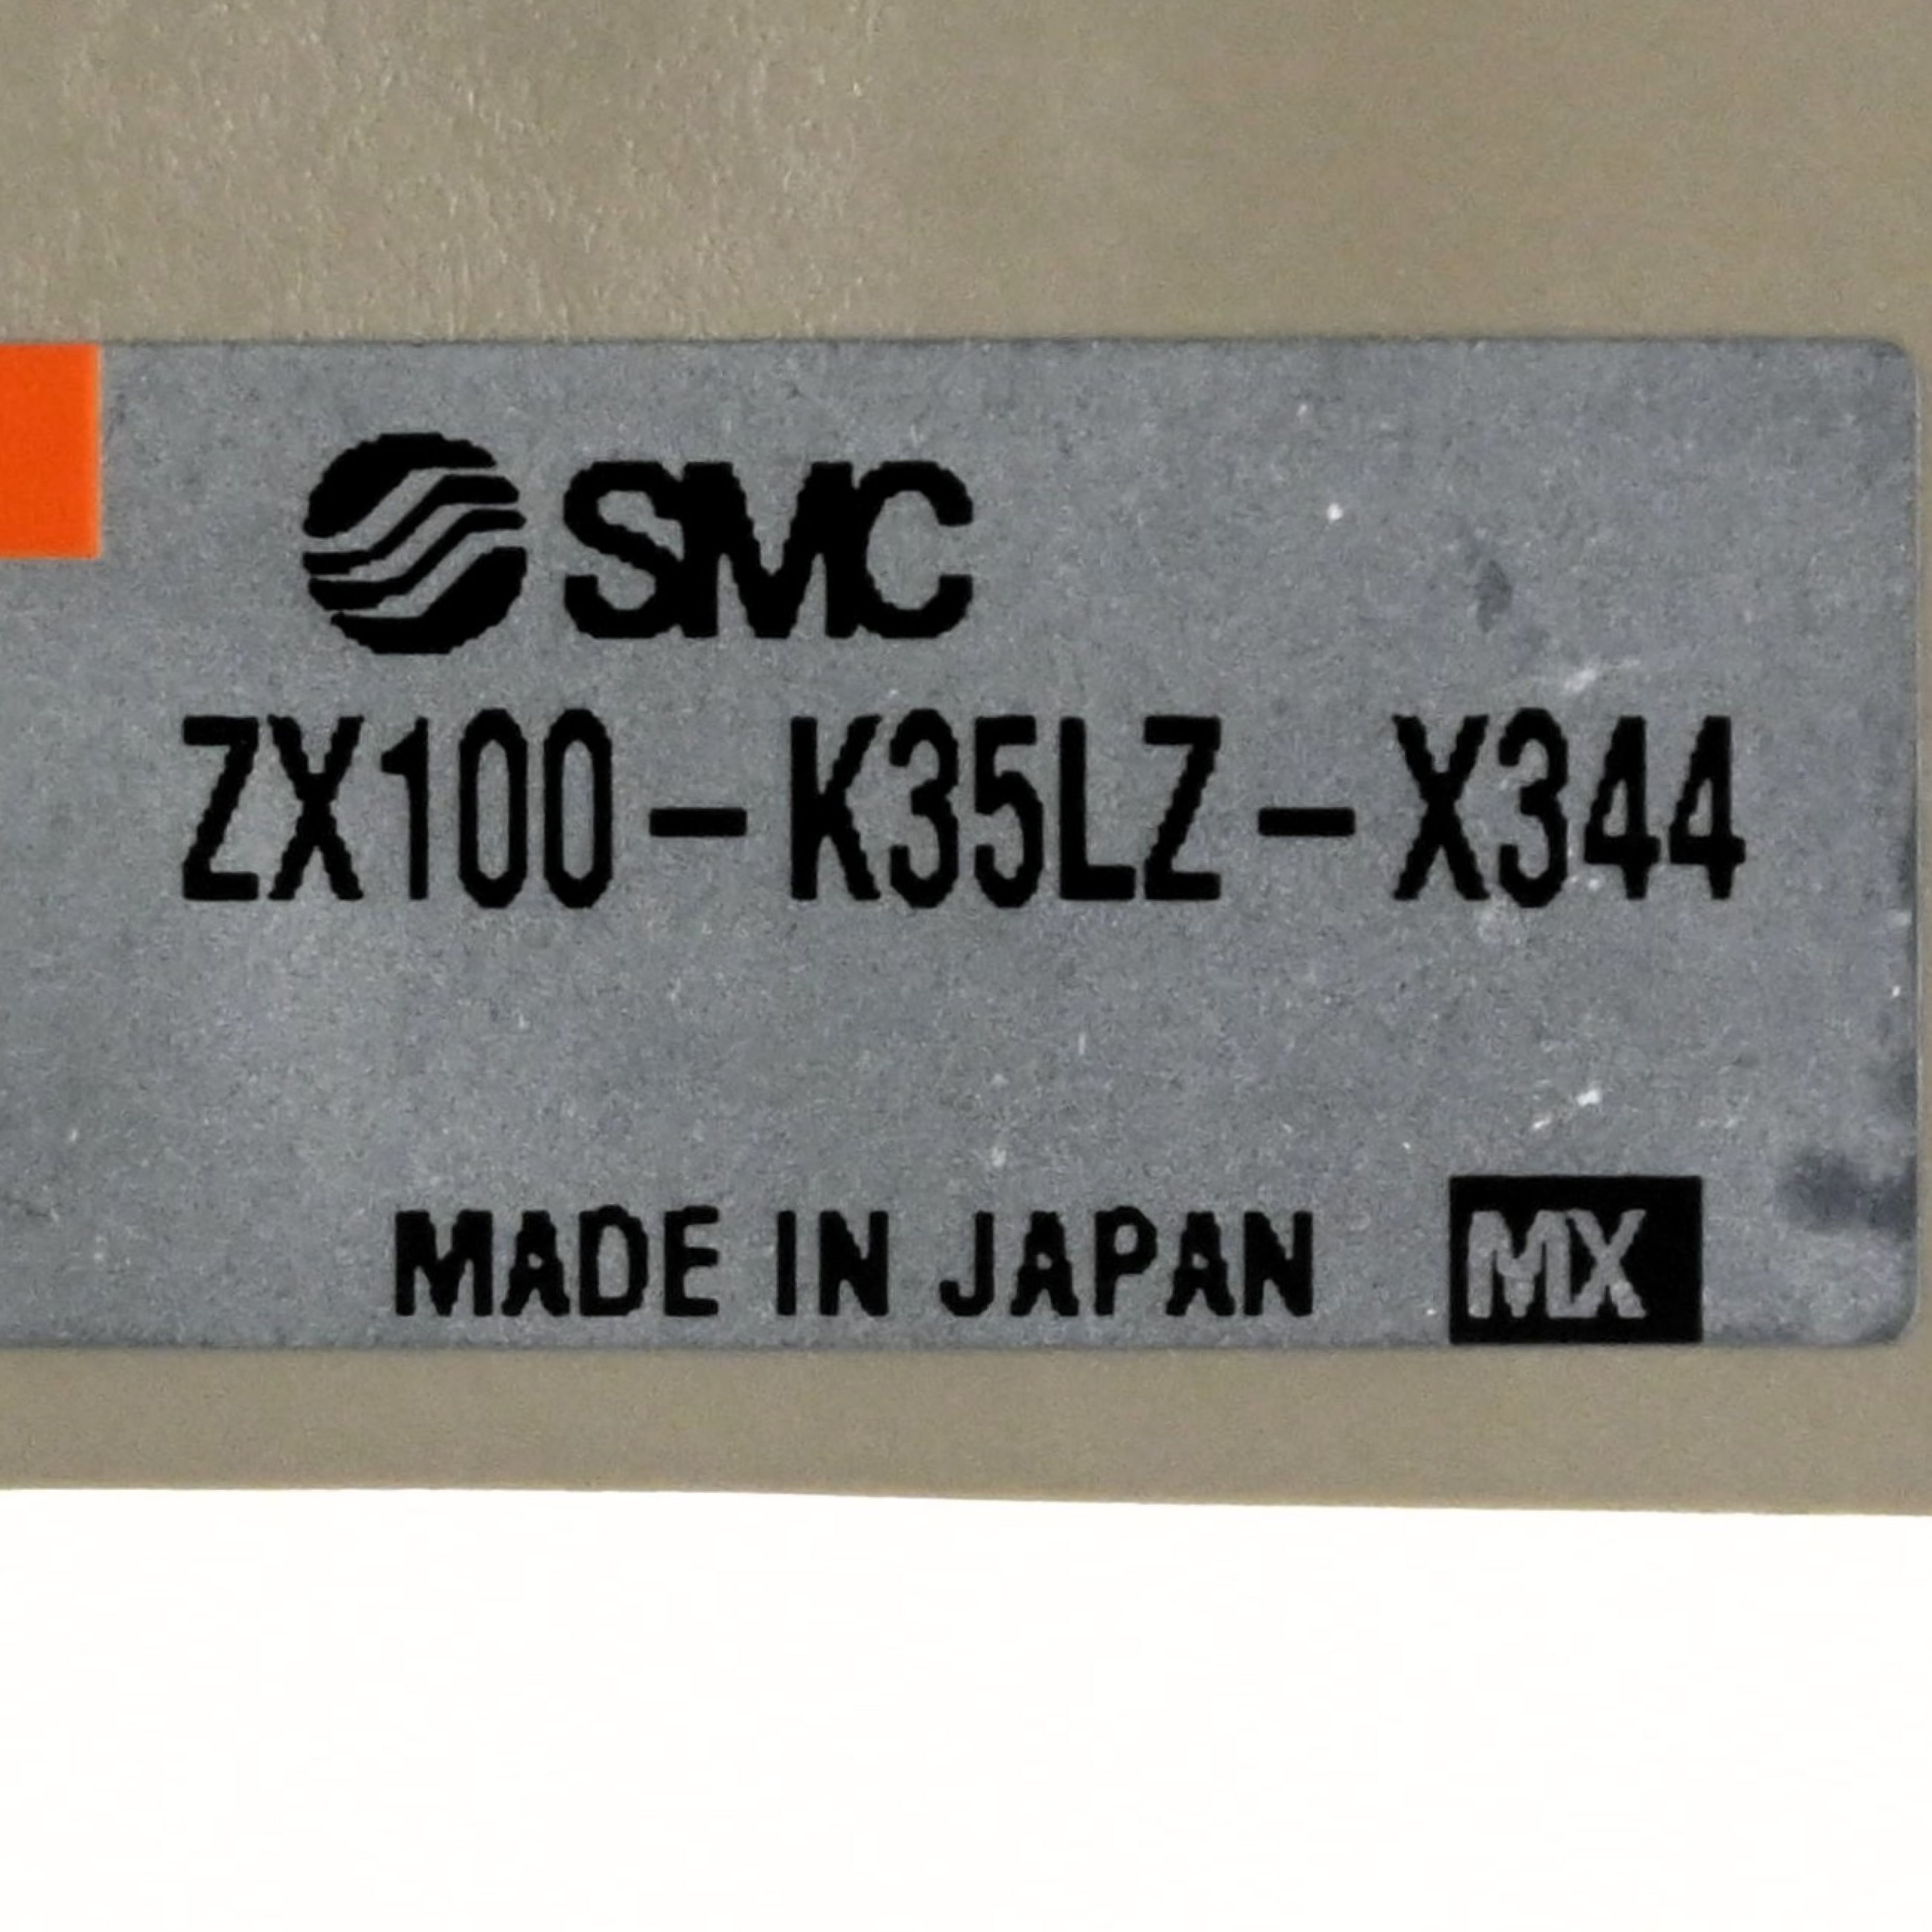 SMC
ZX100-K35LZ-X344
MADE IN JAPAN MX